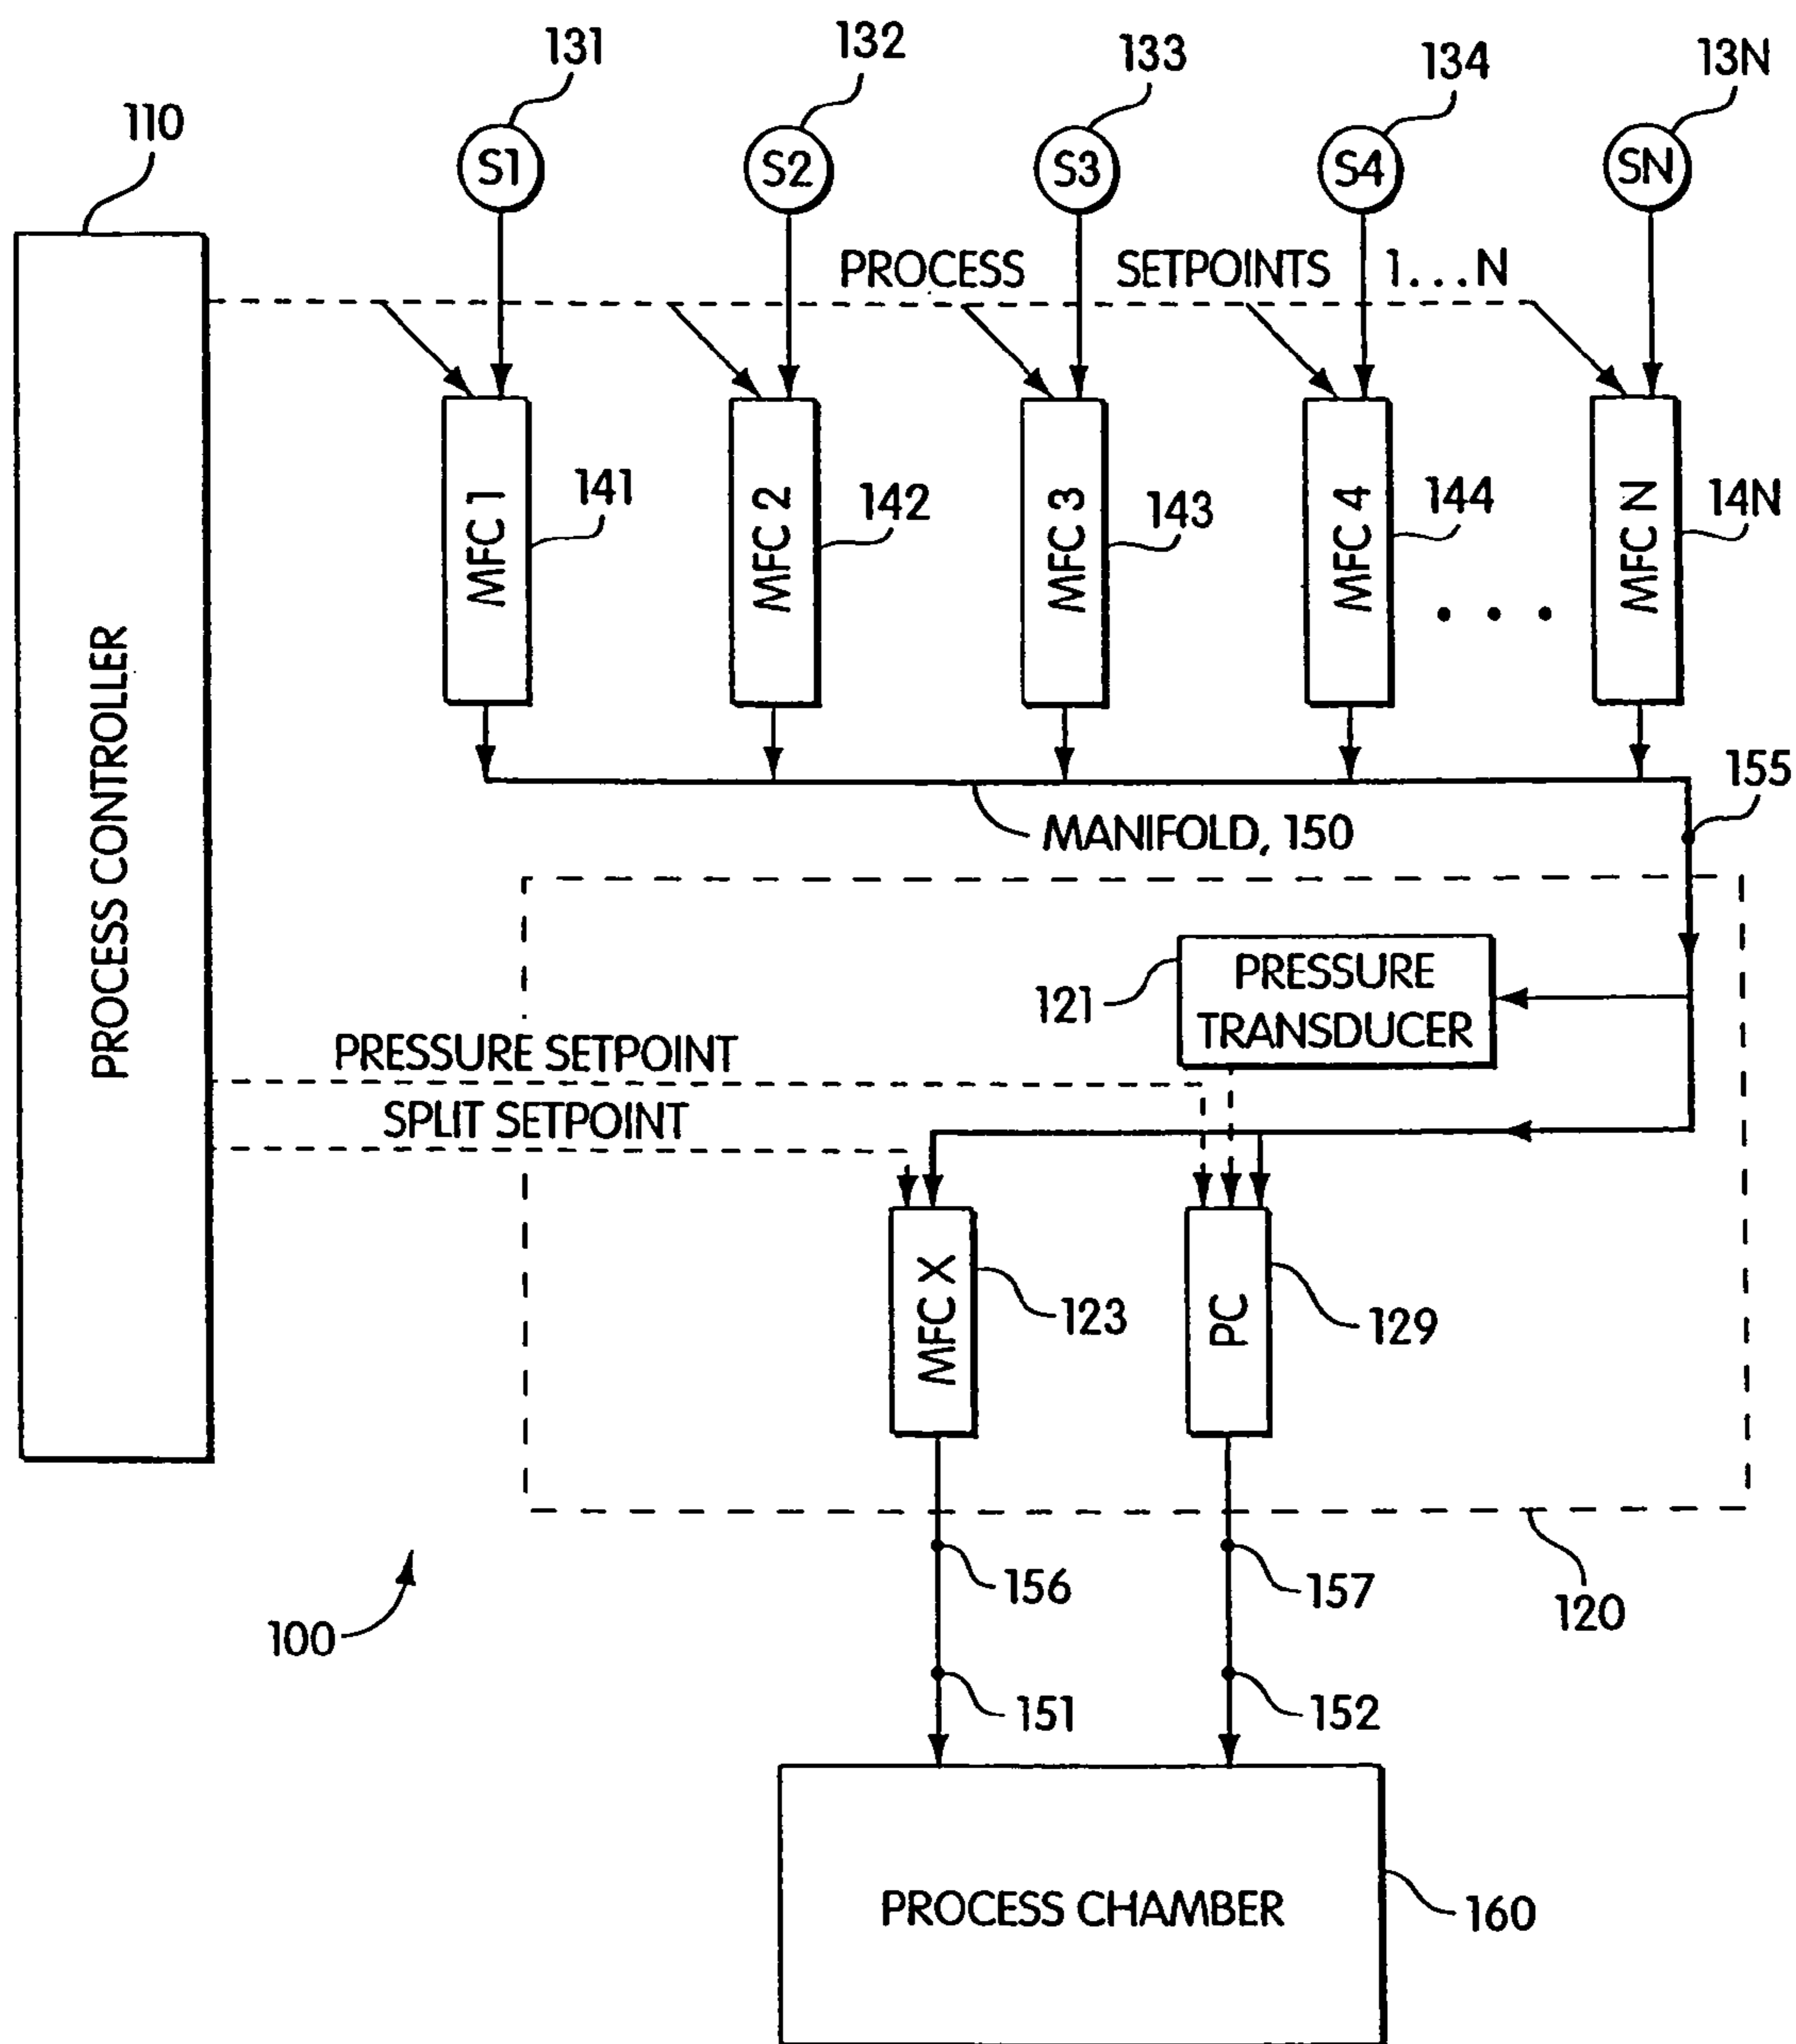 131
132
133
134
13N
110
S1
S2
S3
S4
SN
PROCESS SETPOINTS 1...N
PROCESS CONTROLLER
MFC 1
141
MFC 2
142
MFC 3
143
MFC 4
144
. . .
MFC N
14N
155
MANIFOLD, 150
121
PRESSURE
TRANSDUCER
PRESSURE SETPOINT
SPLIT SETPOINT
MFC X
123
PC
129
156
157
120
100
151
152
PROCESS CHAMBER
160